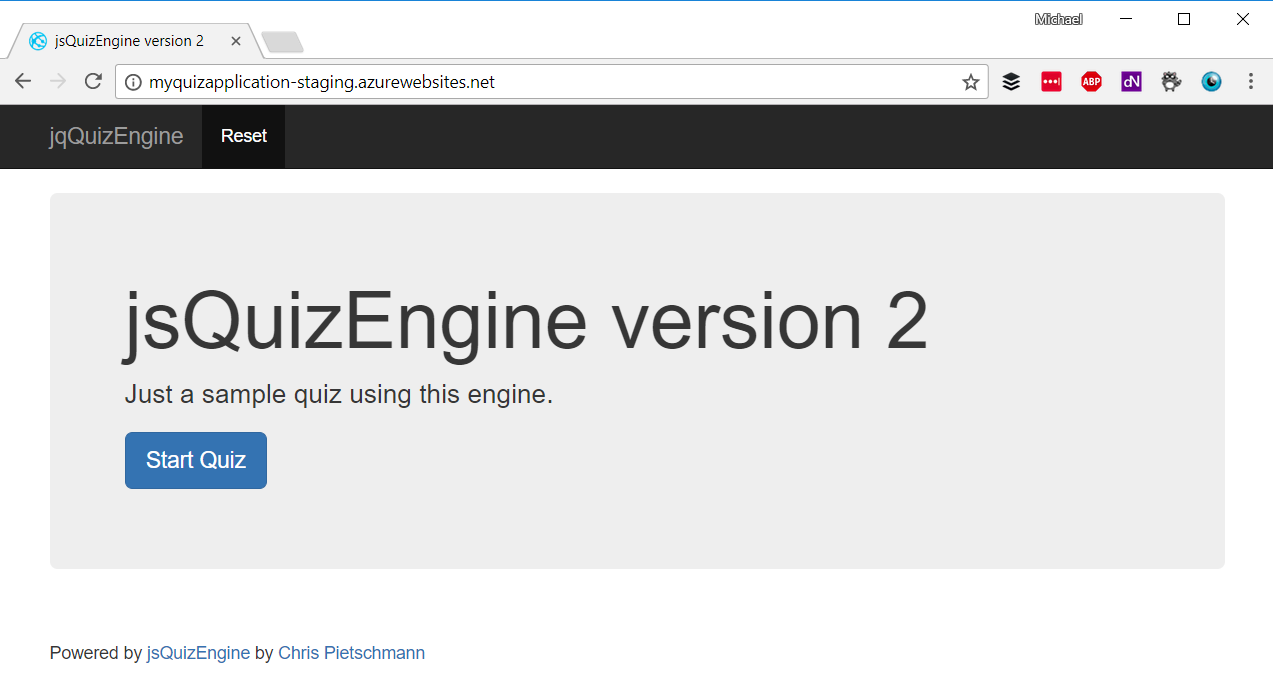 Michael
jsQuizEngine version 2
myquizapplication-staging.azurewebsites.net
ABP
dN
jqQuizEngine Reset
jsQuizEngine version 2
Just a sample quiz using this engine.
Start Quiz
Powered by jsQuizEngine by Chris Pietschmann